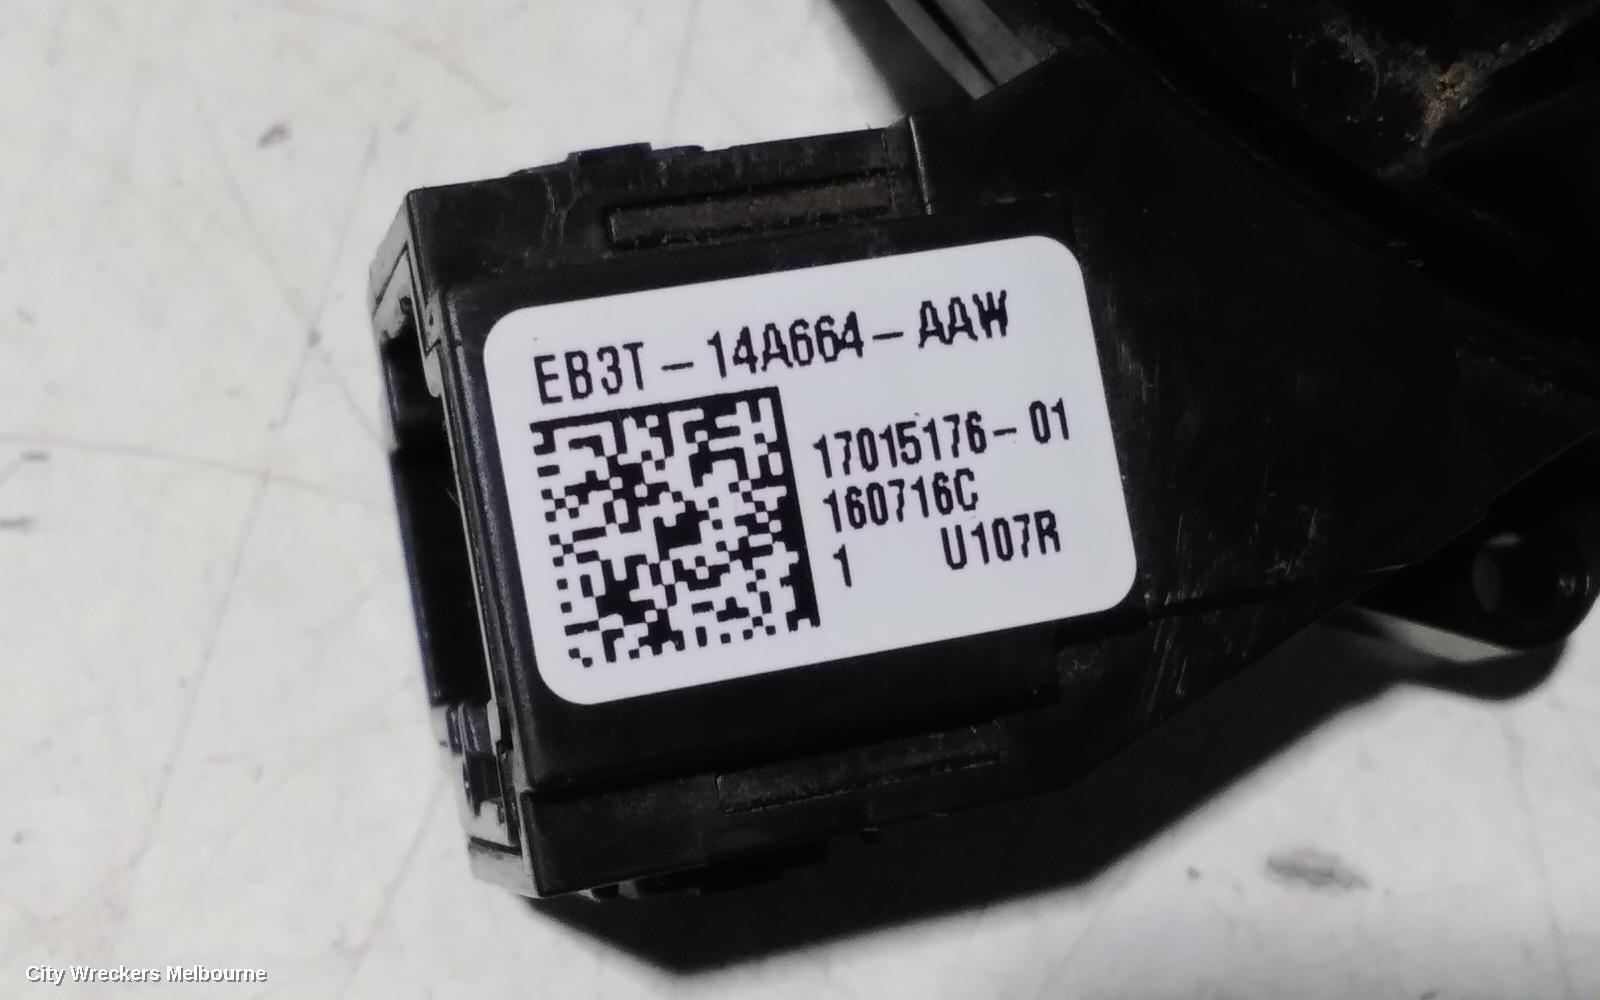 EB3T-14A664-AAW
17015176-01
160716C
1 U107R
City Wreckers Melbourne